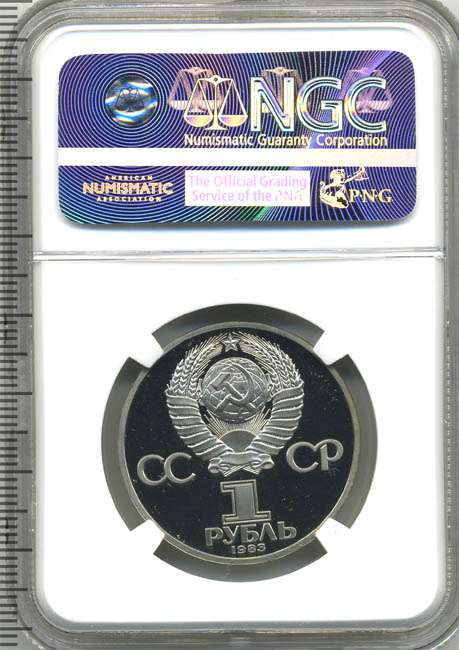 NGC
Numismatic Guaranty Corporation
AMERICAN
NUMISMATIC
ASSOCIATION
The Official Grading
Service of the ANA
P·N·G
СС СР
1
РУБЛЬ
1983